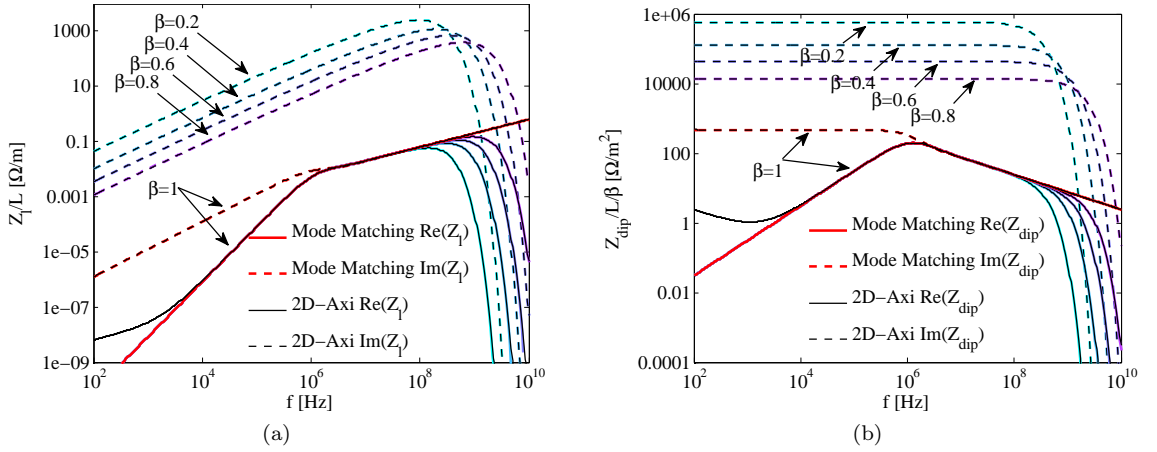 1000
10
0.1
0.001
1e−05
1e−07
1e−09
Z_l/L [Ω/m]
β=0.2
β=0.4
β=0.6
β=0.8
β=1
Mode Matching Re(Z_l)
Mode Matching Im(Z_l)
2D−Axi Re(Z_l)
2D−Axi Im(Z_l)
10^2 10^4 10^6 10^8 10^10
f [Hz]
(a)
1e+06
10000
100
1
0.01
0.0001
Z_dip/L/β [Ω/m^2]
β=0.2
β=0.4
β=0.6
β=0.8
β=1
Mode Matching Re(Z_dip)
Mode Matching Im(Z_dip)
2D−Axi Re(Z_dip)
2D−Axi Im(Z_dip)
10^2 10^4 10^6 10^8 10^10
f [Hz]
(b)